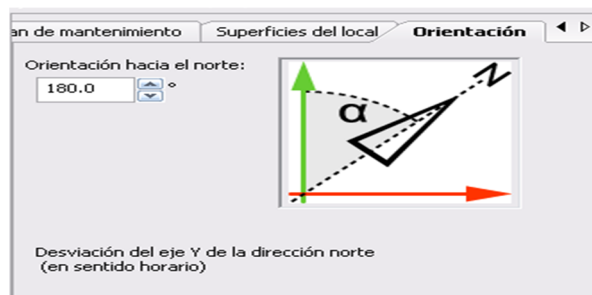 an de mantenimiento
Superficies del local
Orientación
Orientación hacia el norte:
180.0 °
α
N
Desviación del eje Y de la dirección norte
(en sentido horario)